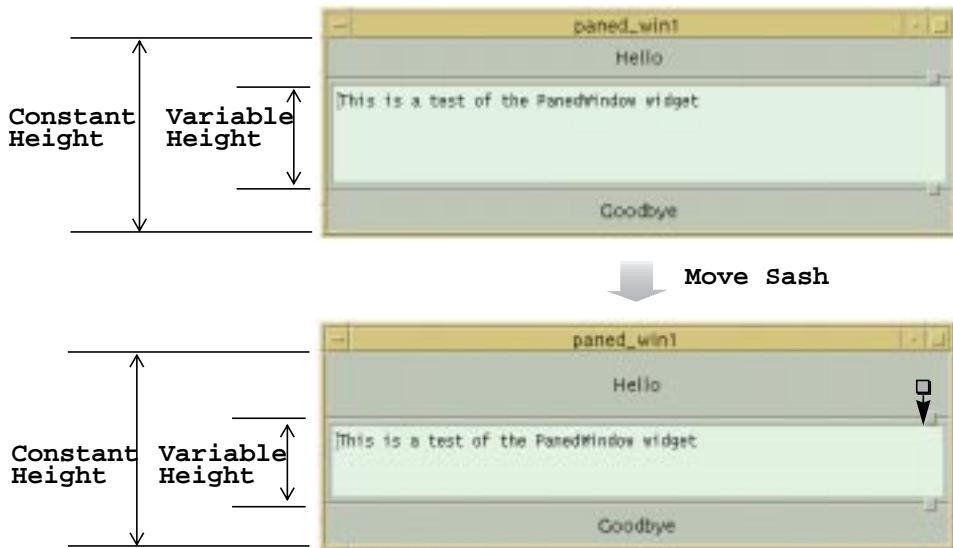 paned_win1
Hello
This is a test of the PanedWindow widget
Constant Height
Variable Height
Goodbye
Move Sash
paned_win1
Hello
This is a test of the PanedWindow widget
Constant Height
Variable Height
Goodbye